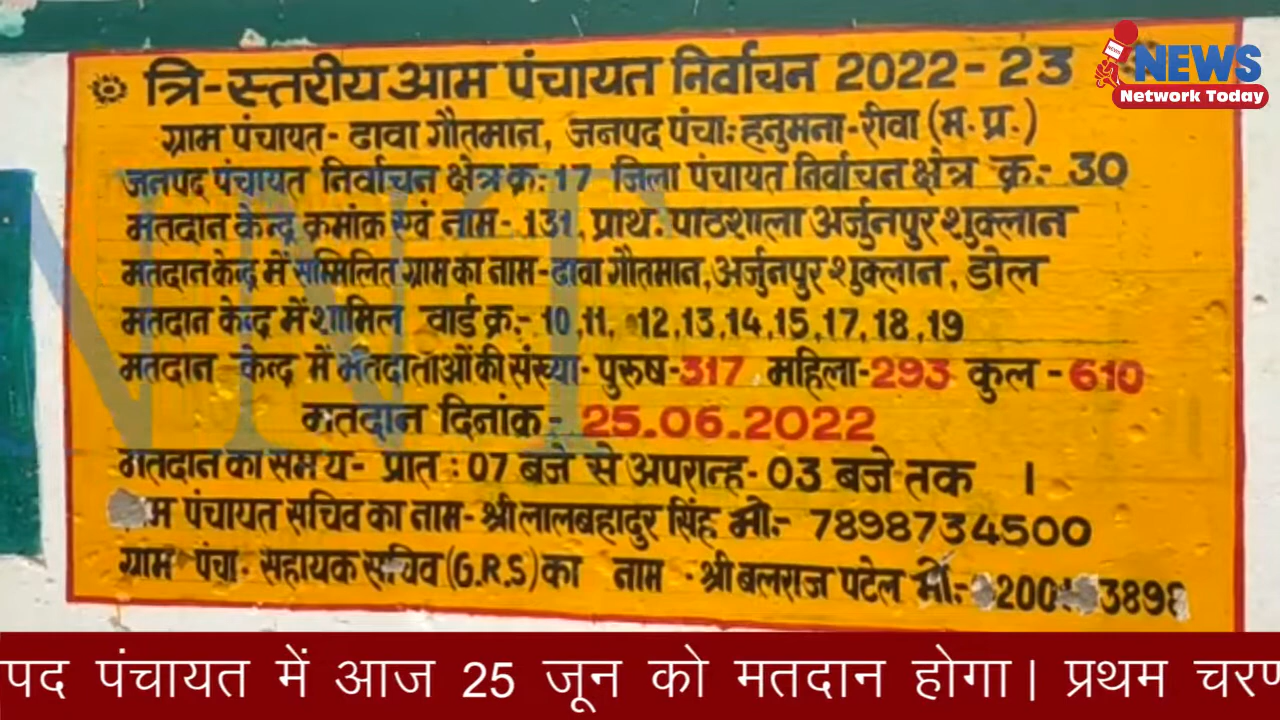 त्रि-स्तरीय आम पंचायत निर्वाचन 2022-23
NEWS
Network Today
ग्राम पंचायत- ढावा गौतमान, जनपद पंचा: हनुमना-रीवा (म.प्र.)
जनपद पंचायत निर्वाचन क्षेत्र क्र: 17 जिला पंचायत निर्वाचन क्षेत्र क्र:- 30
मतदान केन्द्र क्रमांक एवं नाम- 131, प्राथ. पाठशाला अर्जुनपुर शुक्लान
मतदान केन्द्र में सम्मिलित ग्राम का नाम- ढावा गौतमान, अर्जुनपुर शुक्लान, डोल
मतदान केन्द्र में शामिल वार्ड क्र.- 10,11, 12,13,14,15,17,18,19
मतदान केन्द्र में मतदाताओं की संख्या- पुरुष-317 महिला-293 कुल -610
मतदान दिनांक- 25.06.2022
मतदान का समय- प्रात : 07 बजे से अपरान्ह- 03 बजे तक ।
पंचायत सचिव का नाम- श्री लालबहादुर सिंह मो:- 7898734500
ग्राम पंचा- सहायक सचिव (G.R.S) का नाम - श्री बलराज पटेल मो:-
NNT
पद पंचायत में आज 25 जून को मतदान होगा| प्रथम चरण